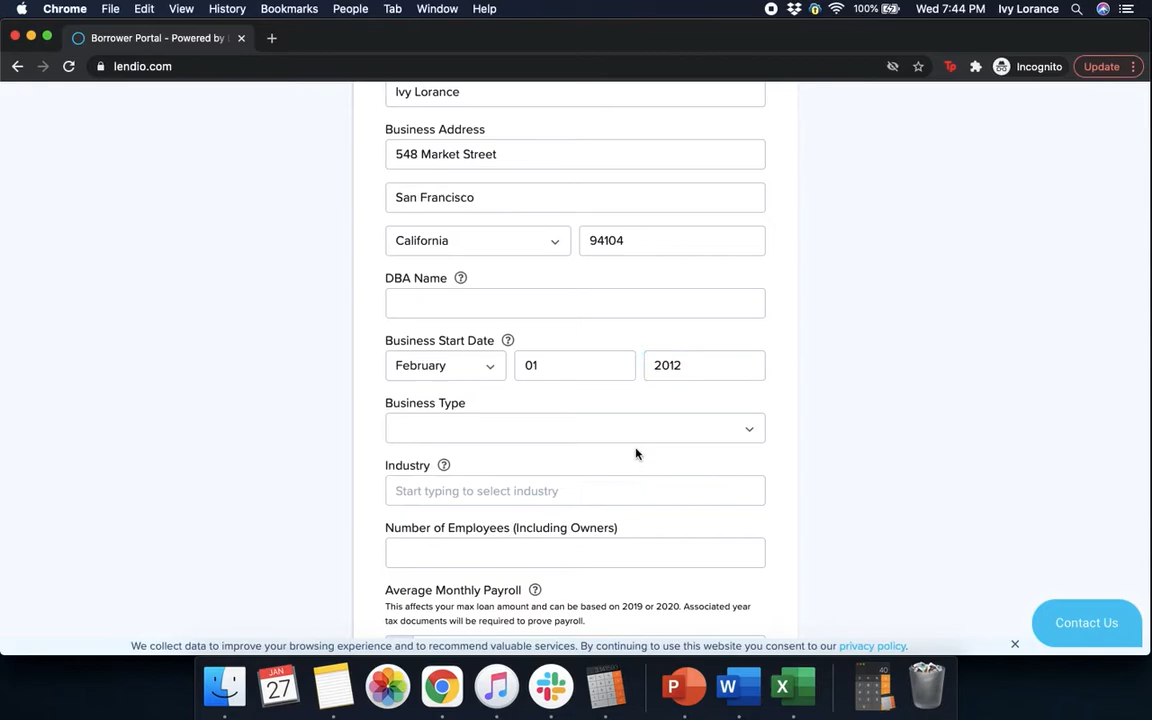 Chrome File Edit View History Bookmarks People Tab Window Help 100% Wed 7:44 PM Ivy Lorance
Borrower Portal - Powered by
lendio.com Incognito Update
Ivy Lorance
Business Address
548 Market Street
San Francisco
California 94104
DBA Name ?
Business Start Date ?
February 01 2012
Business Type
Industry ?
Start typing to select industry
Number of Employees (Including Owners)
Average Monthly Payroll ?
This affects your max loan amount and can be based on 2019 or 2020. Associated year
tax documents will be required to prove payroll.
Contact Us
We collect data to improve your browsing experience and to recommend valuable services. By continuing to use this website you consent to our privacy policy.
JAN
27
P W X 40